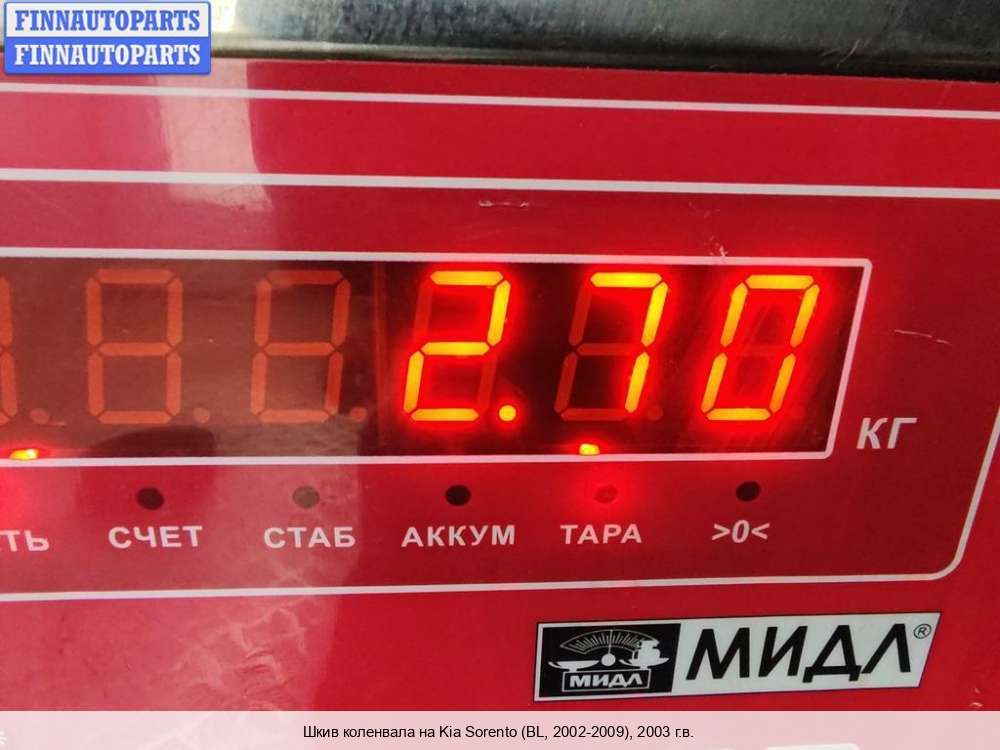 FINNAUTOPARTS
FINNAUTOPARTS
2.70
КГ
ТЬ СЧЕТ СТАБ АККУМ ТАРА >0<
МИДЛ МИДЛ®
Шкив коленвала на Kia Sorento (BL, 2002-2009), 2003 г.в.